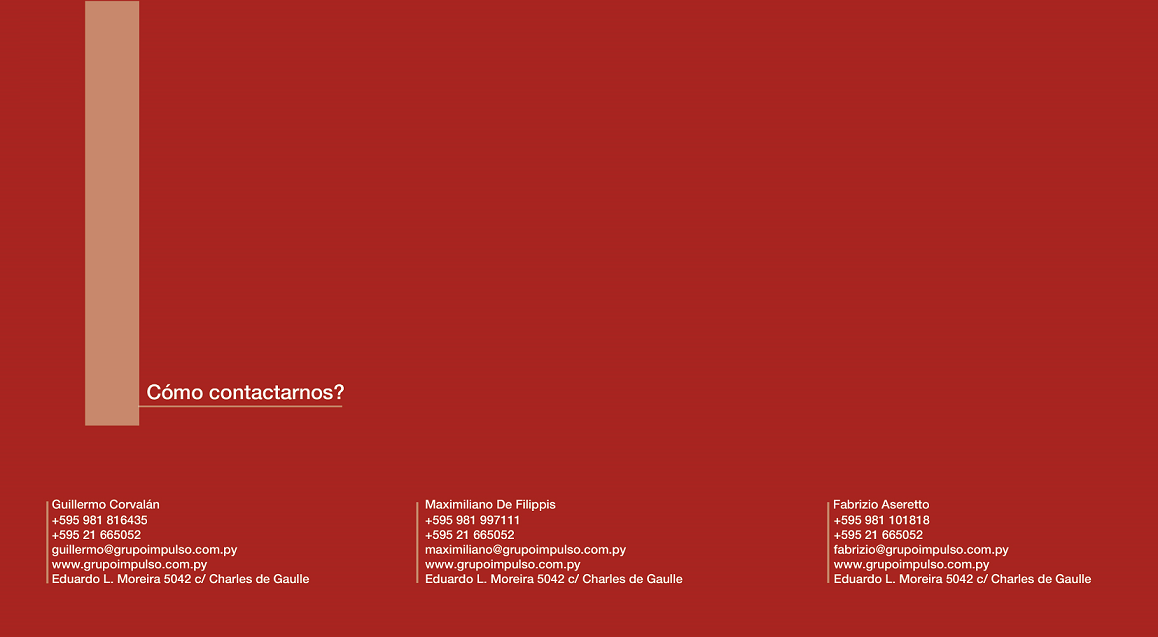 Cómo contactarnos?
Guillermo Corvalán
+595 981 816435
+595 21 665052
guillermo@grupoimpulso.com.py
www.grupoimpulso.com.py
Eduardo L. Moreira 5042 c/ Charles de Gaulle
Maximiliano De Filippis
+595 981 997111
+595 21 665052
maximiliano@grupoimpulso.com.py
www.grupoimpulso.com.py
Eduardo L. Moreira 5042 c/ Charles de Gaulle
Fabrizio Aseretto
+595 981 101818
+595 21 665052
fabrizio@grupoimpulso.com.py
www.grupoimpulso.com.py
Eduardo L. Moreira 5042 c/ Charles de Gaulle